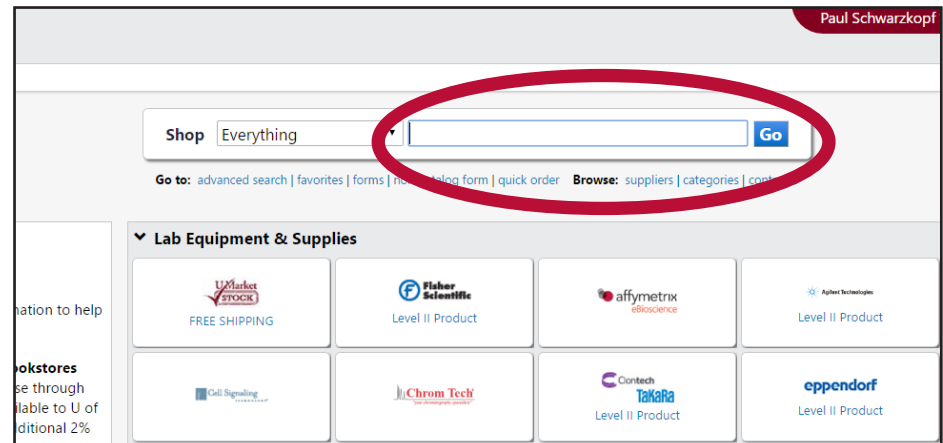 Paul Schwarzkopf
Shop Everything Go
Go to: advanced search | favorites | forms | non-catalog form | quick order Browse: suppliers | categories |
Lab Equipment & Supplies
UMarket
STOCK
FREE SHIPPING
Fisher
Scientific
Level II Product
affymetrix
eBioscience
Agilent Technologies
Level II Product
nation to help
ookstores
se through
ilable to U of
dditional 2%
Cell Signaling
Chrom Tech
Clontech
TaKaRa
Level II Product
eppendorf
Level II Product